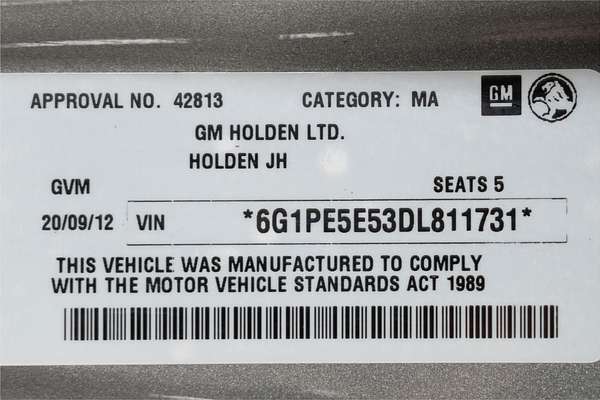 APPROVAL NO. 42813 CATEGORY: MA GM
GM HOLDEN LTD.
HOLDEN JH
GVM SEATS 5
20/09/12 VIN *6G1PE5E53DL811731*
THIS VEHICLE WAS MANUFACTURED TO COMPLY
WITH THE MOTOR VEHICLE STANDARDS ACT 1989